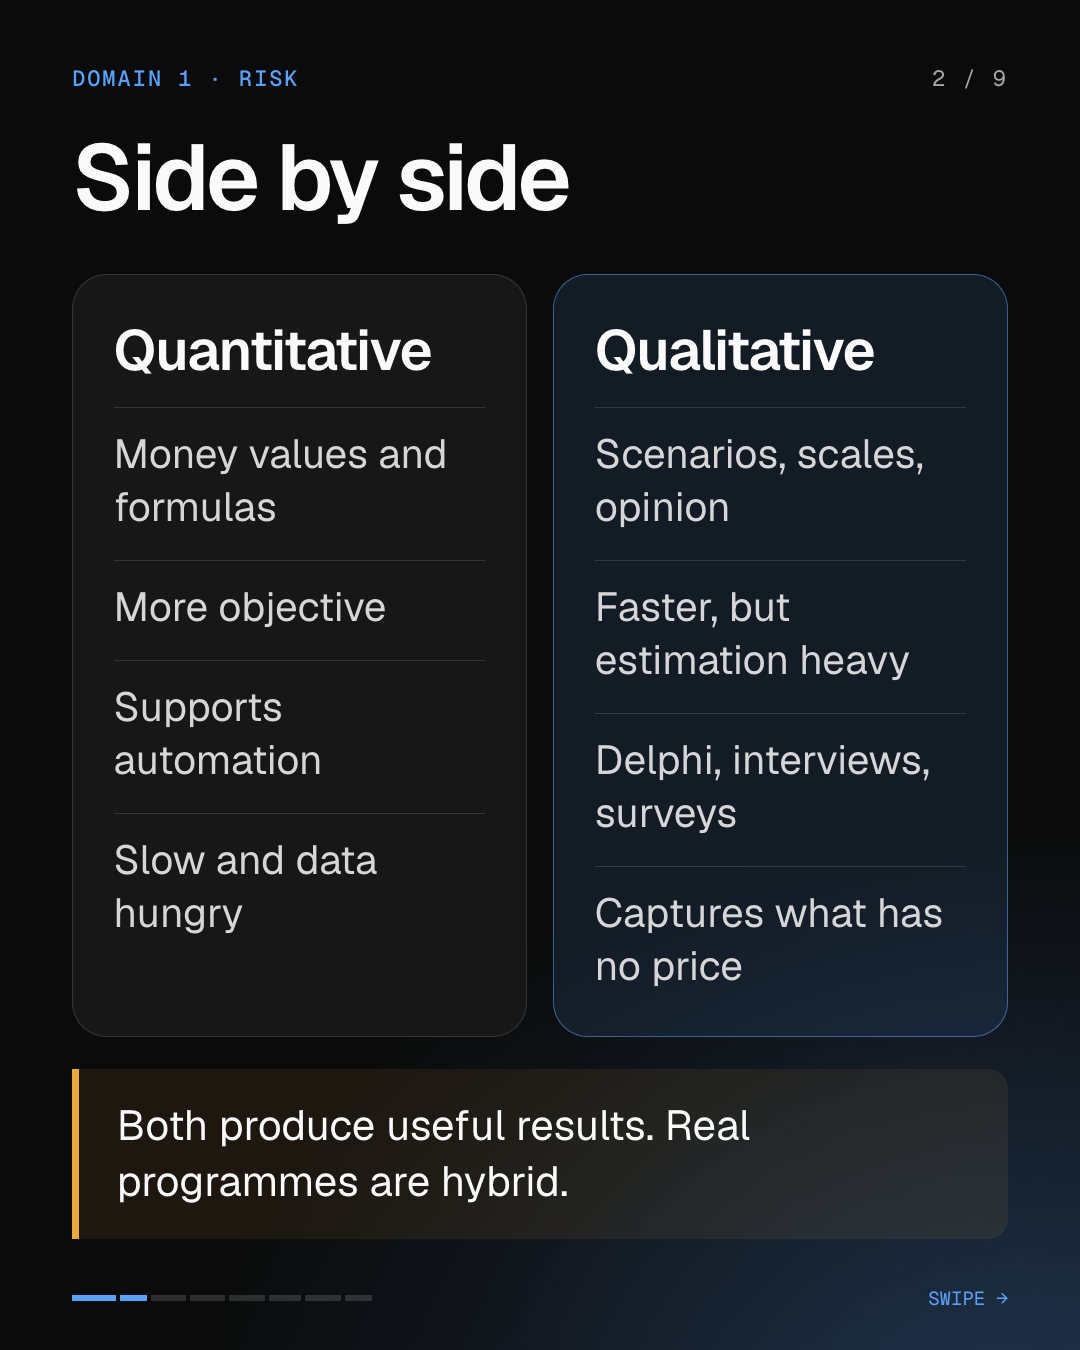 DOMAIN 1 · RISK
2 / 9
Side by side
Quantitative
Money values and
formulas
More objective
Supports
automation
Slow and data
hungry
Qualitative
Scenarios, scales,
opinion
Faster, but
estimation heavy
Delphi, interviews,
surveys
Captures what has
no price
Both produce useful results. Real
programmes are hybrid.
SWIPE →